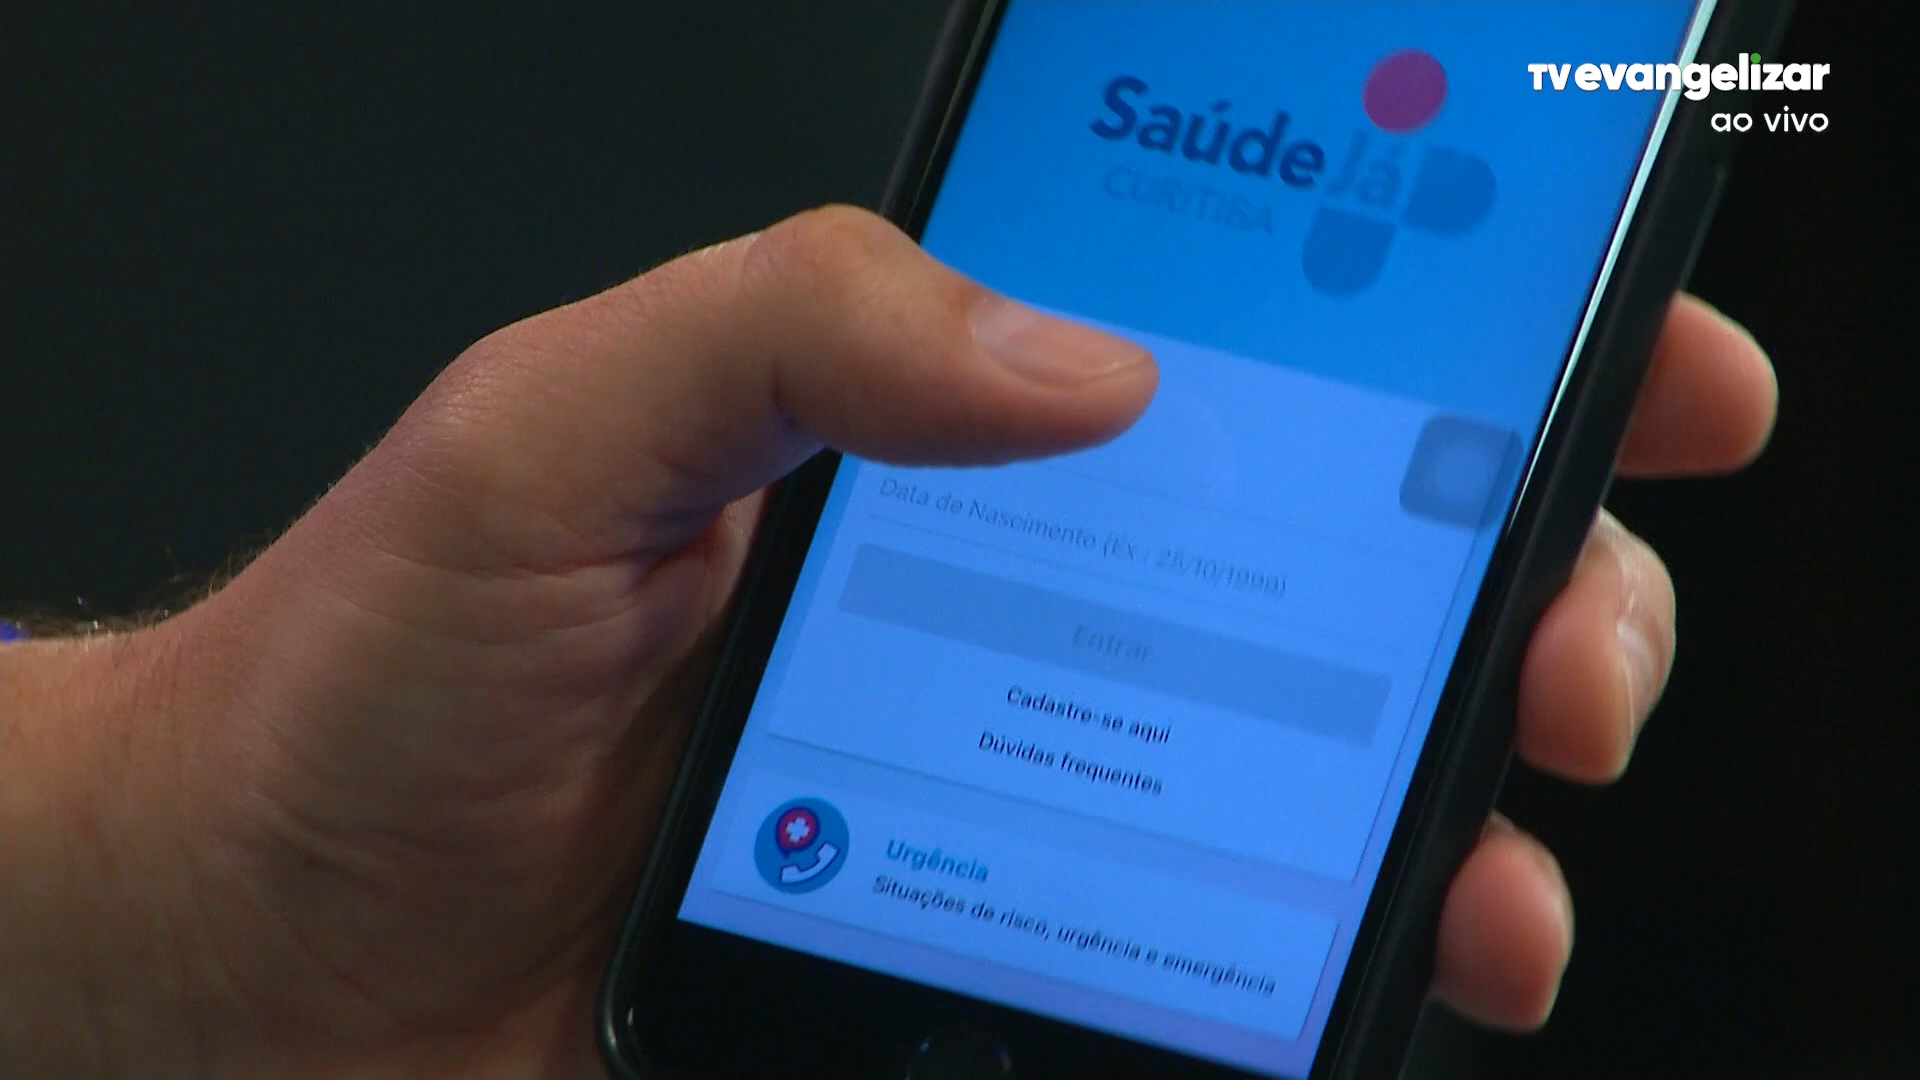 TVevangelizar
ao vivo
Saúde Já
CURITIBA
Data de Nascimento (Ex.: 25/10/1990)
Entrar
Cadastre-se aqui
Dúvidas frequentes
Urgência
Situações de risco, urgência e emergência